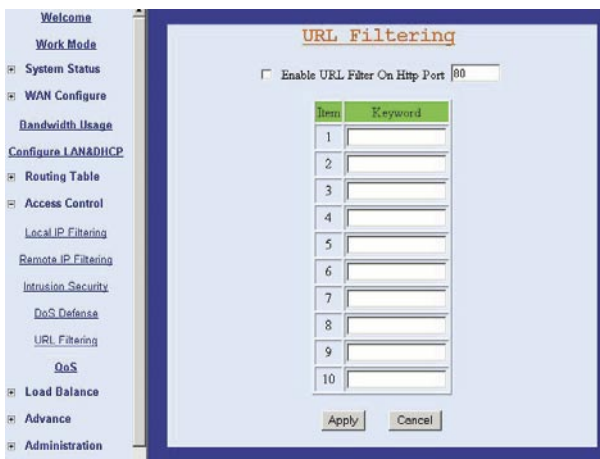 Welcome
Work Mode
System Status
WAN Configure
Bandwidth Usage
Configure LAN&DHCP
Routing Table
Access Control
Local IP Filtering
Remote IP Filtering
Intrusion Security
DoS Defense
URL Filtering
QoS
Load Balance
Advance
Administration
URL Filtering
Enable URL Filter On Http Port 80
Item Keyword
1
2
3
4
5
6
7
8
9
10
Apply Cancel